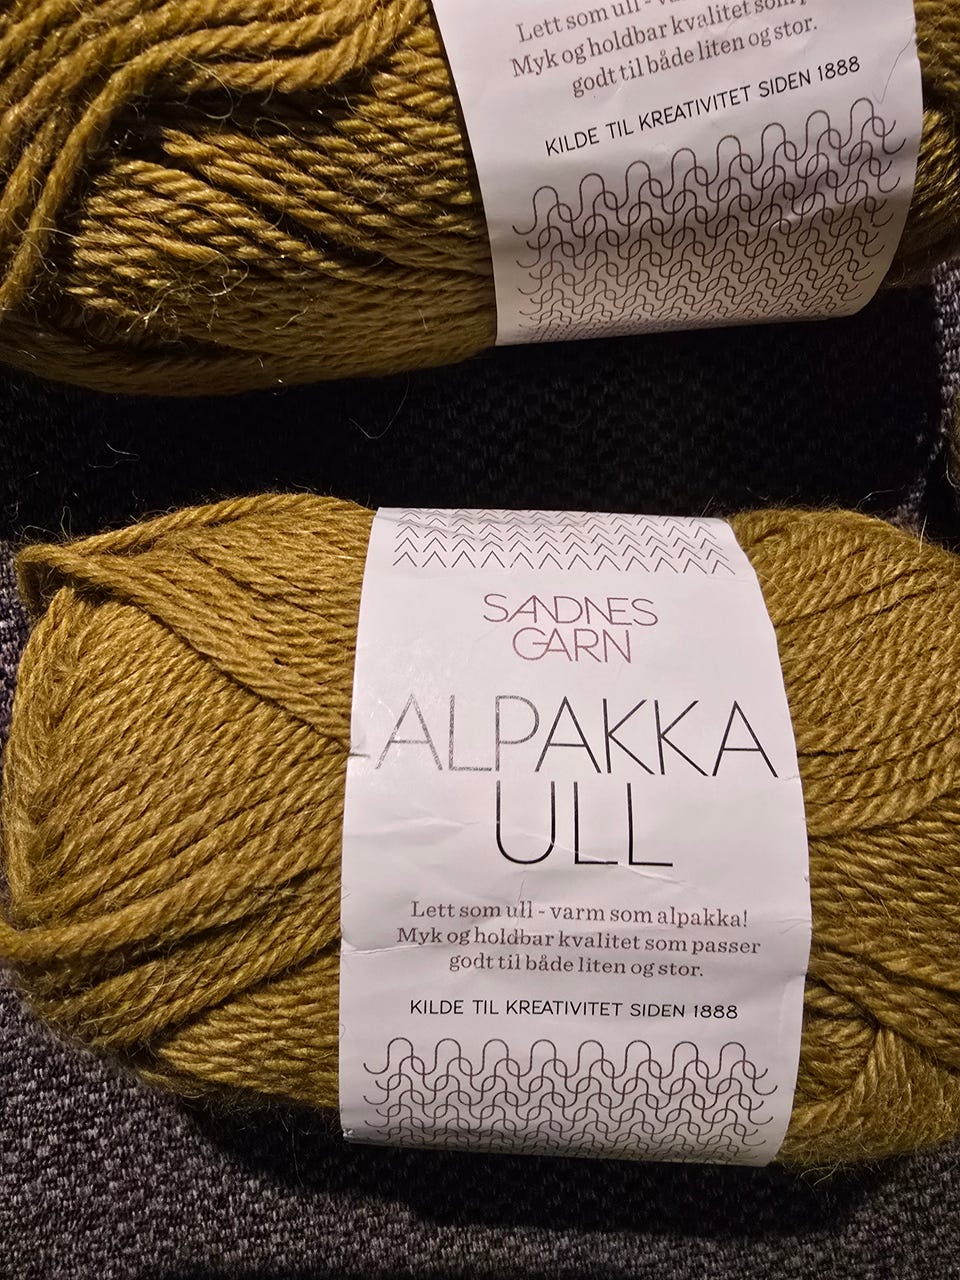 Lett som ull -
Myk og holdbar kvalitet som
godt til både liten og stor.
KILDE TIL KREATIVITET SIDEN 1888
SANDNES
GARN
ALPAKKA
ULL
Lett som ull - varm som alpakka!
Myk og holdbar kvalitet som passer
godt til både liten og stor.
KILDE TIL KREATIVITET SIDEN 1888